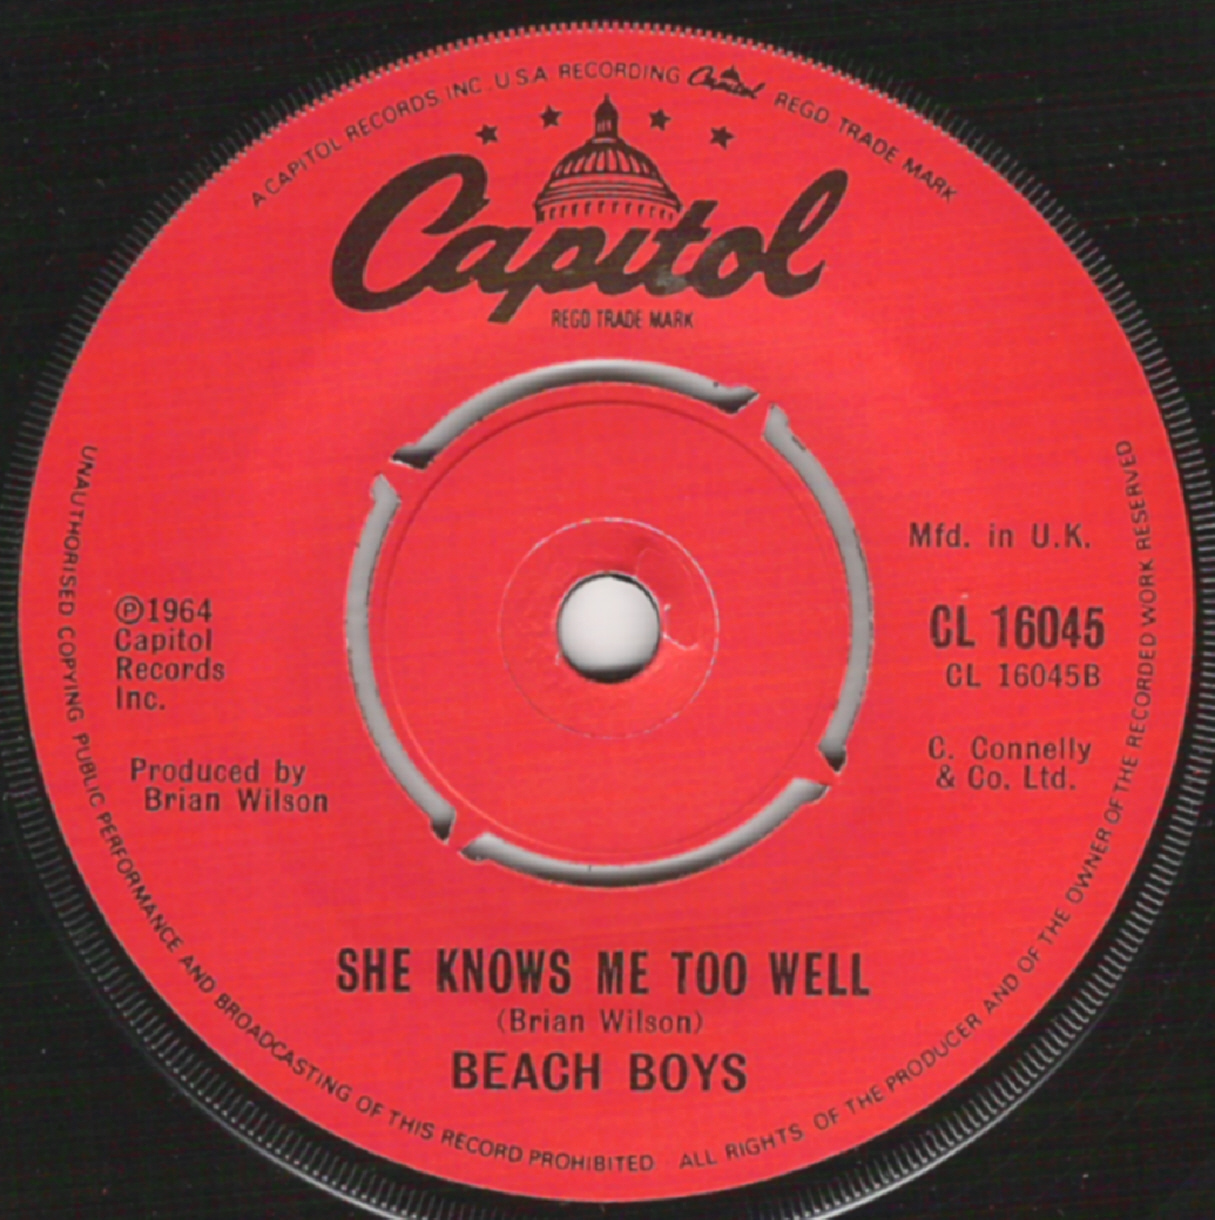 A CAPITOL RECORDS INC U.S.A RECORDING Capitol REGD TRADE MARK
Capitol
REGD TRADE MARK
Mfd. in U.K.
℗1964
Capitol
Records
Inc.
CL 16045
CL 16045B
Produced by
Brian Wilson
C. Connelly
& Co. Ltd.
SHE KNOWS ME TOO WELL
(Brian Wilson)
BEACH BOYS
UNAUTHORISED COPYING PUBLIC PERFORMANCE AND BROADCASTING OF THIS RECORD PROHIBITED ALL RIGHTS OF THE PRODUCER AND OF THE OWNER OF THE RECORDED WORK RESERVED